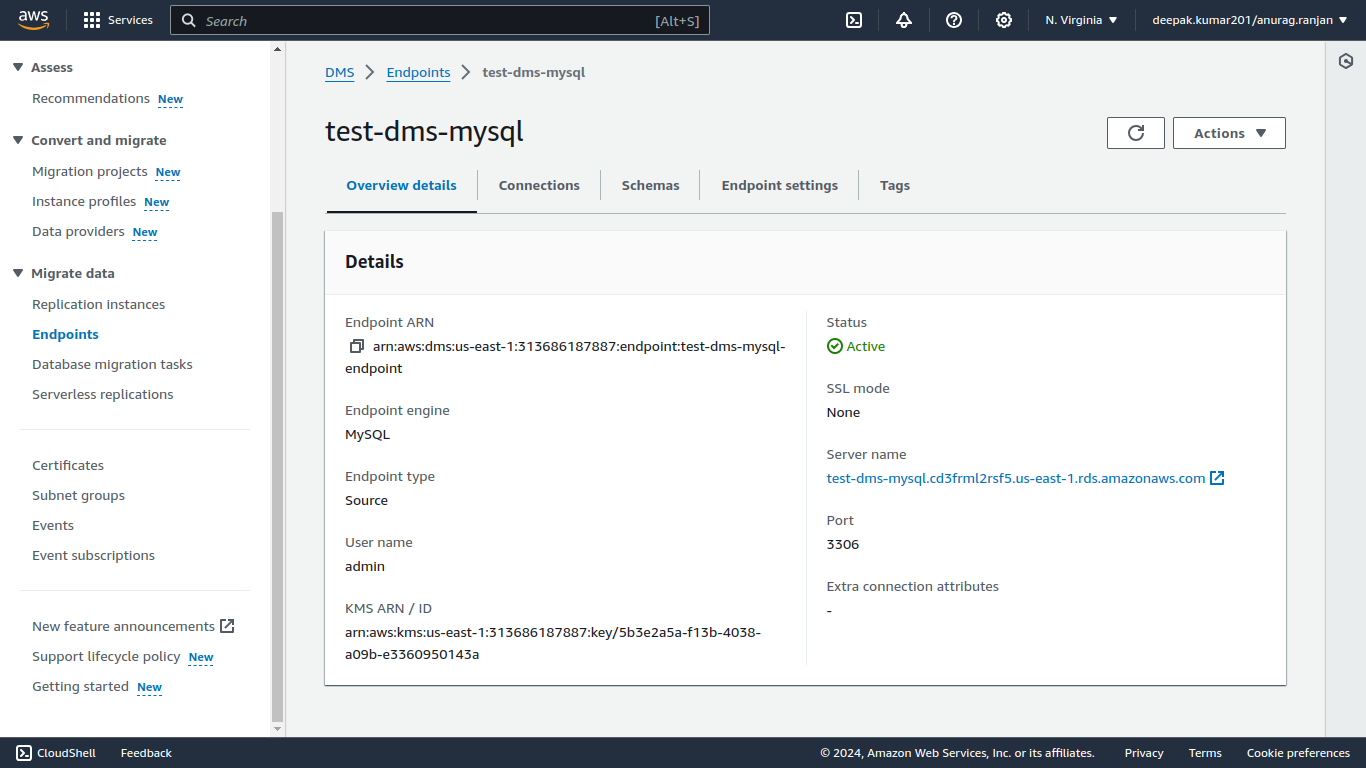 aws
Services
Search [Alt+S]
N. Virginia
deepak.kumar201/anurag.ranjan
Assess
Recommendations New
Convert and migrate
Migration projects New
Instance profiles New
Data providers New
Migrate data
Replication instances
Endpoints
Database migration tasks
Serverless replications
Certificates
Subnet groups
Events
Event subscriptions
New feature announcements
Support lifecycle policy New
Getting started New
DMS > Endpoints > test-dms-mysql
test-dms-mysql
Actions
Overview details
Connections
Schemas
Endpoint settings
Tags
Details
Endpoint ARN
arn:aws:dms:us-east-1:313686187887:endpoint:test-dms-mysql-
endpoint
Endpoint engine
MySQL
Endpoint type
Source
User name
admin
KMS ARN / ID
arn:aws:kms:us-east-1:313686187887:key/5b3e2a5a-f13b-4038-
a09b-e3360950143a
Status
Active
SSL mode
None
Server name
test-dms-mysql.cd3frml2rsf5.us-east-1.rds.amazonaws.com
Port
3306
Extra connection attributes
-
CloudShell
Feedback
© 2024, Amazon Web Services, Inc. or its affiliates.
Privacy
Terms
Cookie preferences